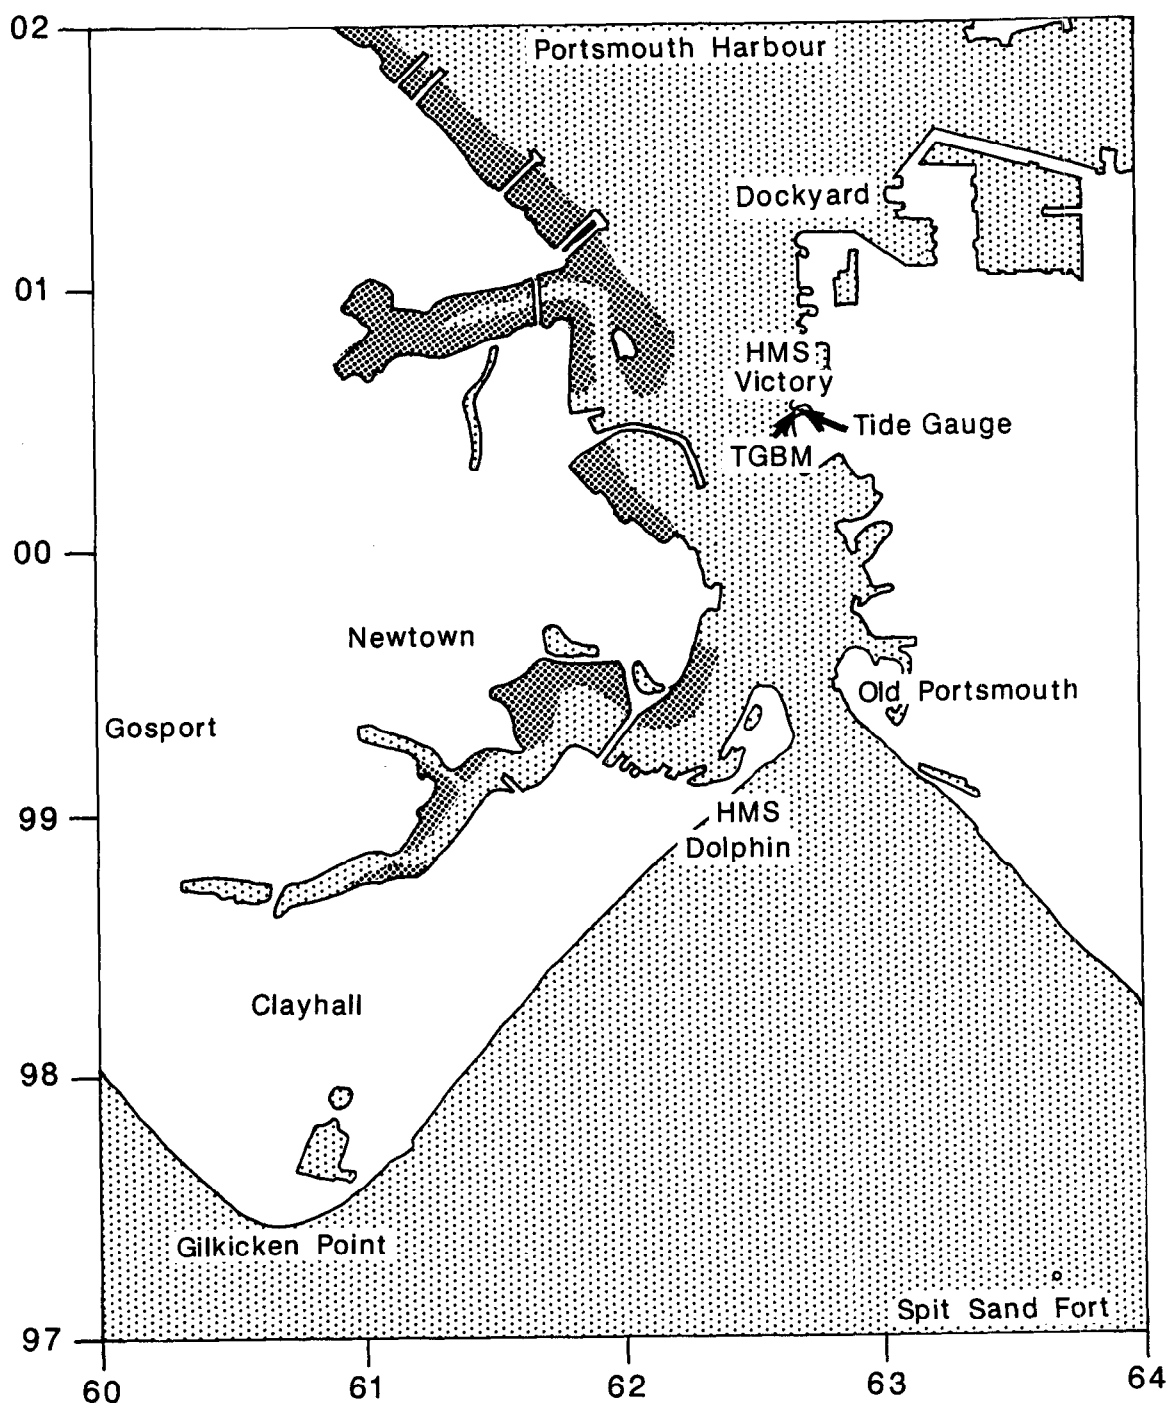 02
Portsmouth Harbour
Dockyard
01
HMS
Victory
Tide Gauge
TGBM
00
Newtown
Old Portsmouth
Gosport
99
HMS
Dolphin
Clayhall
98
Gilkicken Point
Spit Sand Fort
97
60
61
62
63
64